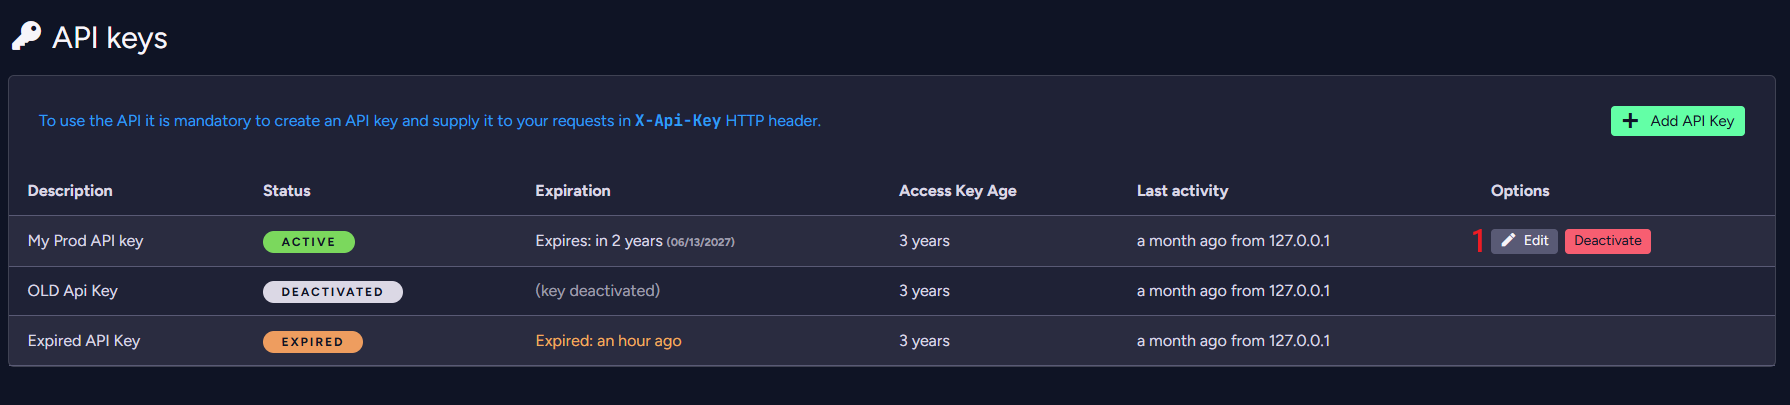 API keys
To use the API it is mandatory to create an API key and supply it to your requests in X-Api-Key HTTP header.
Add API Key
Description Status Expiration Access Key Age Last activity Options
My Prod API key ACTIVE Expires: in 2 years (06/13/2027) 3 years a month ago from 127.0.0.1 1 Edit Deactivate
OLD Api Key DEACTIVATED (key deactivated) 3 years a month ago from 127.0.0.1
Expired API Key EXPIRED Expired: an hour ago 3 years a month ago from 127.0.0.1